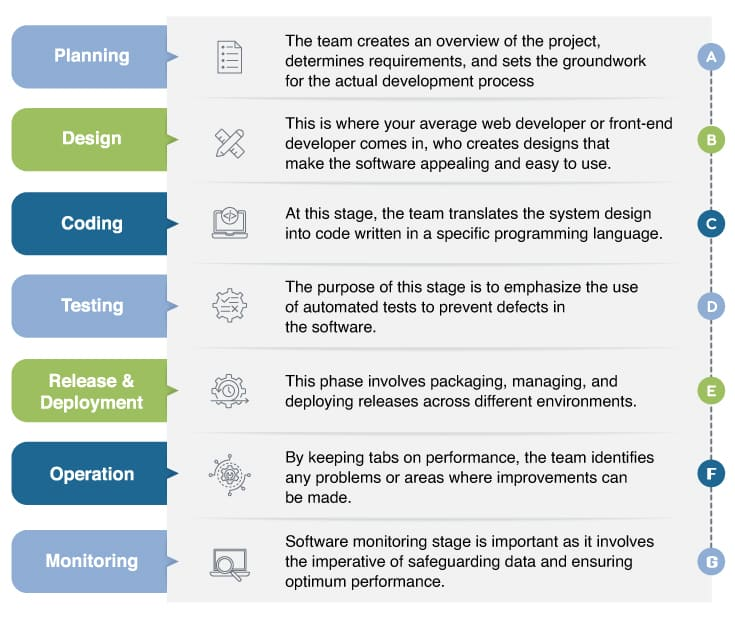 Planning
The team creates an overview of the project,
determines requirements, and sets the groundwork
for the actual development process
A
Design
This is where your average web developer or front-end
developer comes in, who creates designs that
make the software appealing and easy to use.
B
Coding
At this stage, the team translates the system design
into code written in a specific programming language.
C
Testing
The purpose of this stage is to emphasize the use
of automated tests to prevent defects in
the software.
D
Release &
Deployment
This phase involves packaging, managing, and
deploying releases across different environments.
E
Operation
By keeping tabs on performance, the team identifies
any problems or areas where improvements can
be made.
F
Monitoring
Software monitoring stage is important as it involves
the imperative of safeguarding data and ensuring
optimum performance.
G